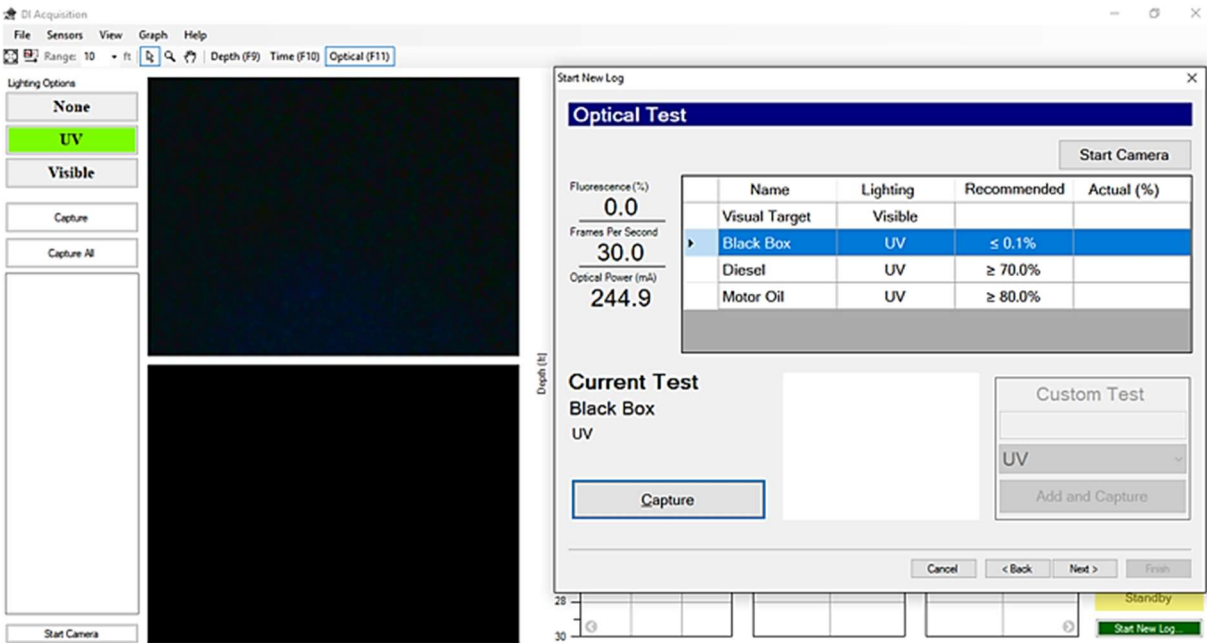 DI Acquisition
File Sensors View Graph Help
Range: 10 ft Depth (F9) Time (F10) Optical (F11)
Lighting Options
None
UV
Visible
Capture
Capture All
Start Camera
Depth [ft]
28
30
Standby
Start New Log...
Start New Log
Optical Test
Start Camera
Fluorescence (%)
0.0
Frames Per Second
30.0
Optical Power (mA)
244.9
Name Lighting Recommended Actual (%)
Visual Target Visible
Black Box UV ≤ 0.1%
Diesel UV ≥ 70.0%
Motor Oil UV ≥ 80.0%
Current Test
Black Box
UV
Capture
Custom Test
UV
Add and Capture
Cancel < Back Next > Finish